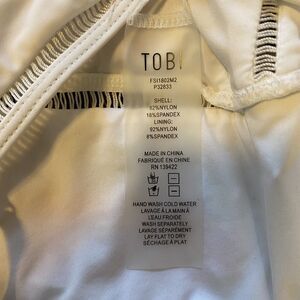 TOBI
FSI1802M2
P32833
SHELL:
82%NYLON
18%SPANDEX
LINING:
92%NYLON
8%SPANDEX
MADE IN CHINA
FABRIQUÉ EN CHINE
RN 139422
HAND WASH COLD WATER
LAVAGE À LA MAIN À
L'EAU FROIDE
WASH SEPARATELY
LAVAGE SÉPARÉMENT
LAY FLAT TO DRY
SÉCHAGE À PLAT